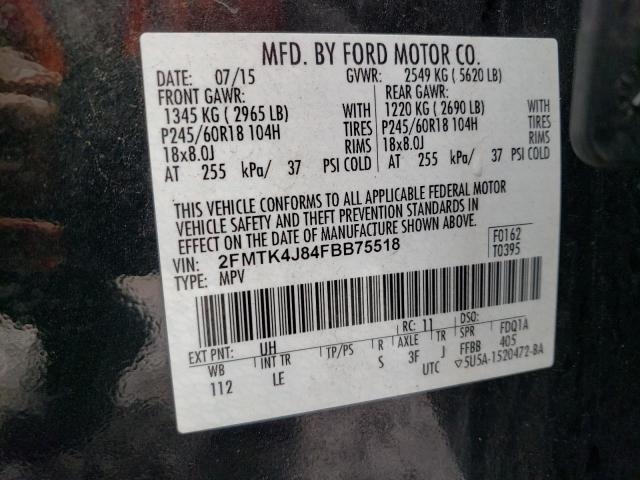 MFD. BY FORD MOTOR CO.
DATE: 07/15 GVWR: 2549 KG ( 5620 LB)
FRONT GAWR: REAR GAWR:
1345 KG ( 2965 LB) WITH 1220 KG ( 2690 LB) WITH
P245/60R18 104H TIRES P245/60R18 104H TIRES
18x8.0J RIMS 18x8.0J RIMS
AT 255 kPa/ 37 PSI COLD AT 255 kPa/ 37 PSI COLD
THIS VEHICLE CONFORMS TO ALL APPLICABLE FEDERAL MOTOR
VEHICLE SAFETY AND THEFT PREVENTION STANDARDS IN
EFFECT ON THE DATE OF MANUFACTURE SHOWN ABOVE.
VIN: 2FMTK4J84FBB75518 F0162
TYPE: MPV T0395
EXT PNT: UH RC: 11 DSO:
WB INT TR TP/PS R AXLE TR SPR FDQ1A
112 LE S 3F J FFBB 405
UTC ▽5U5A-1520472-BA